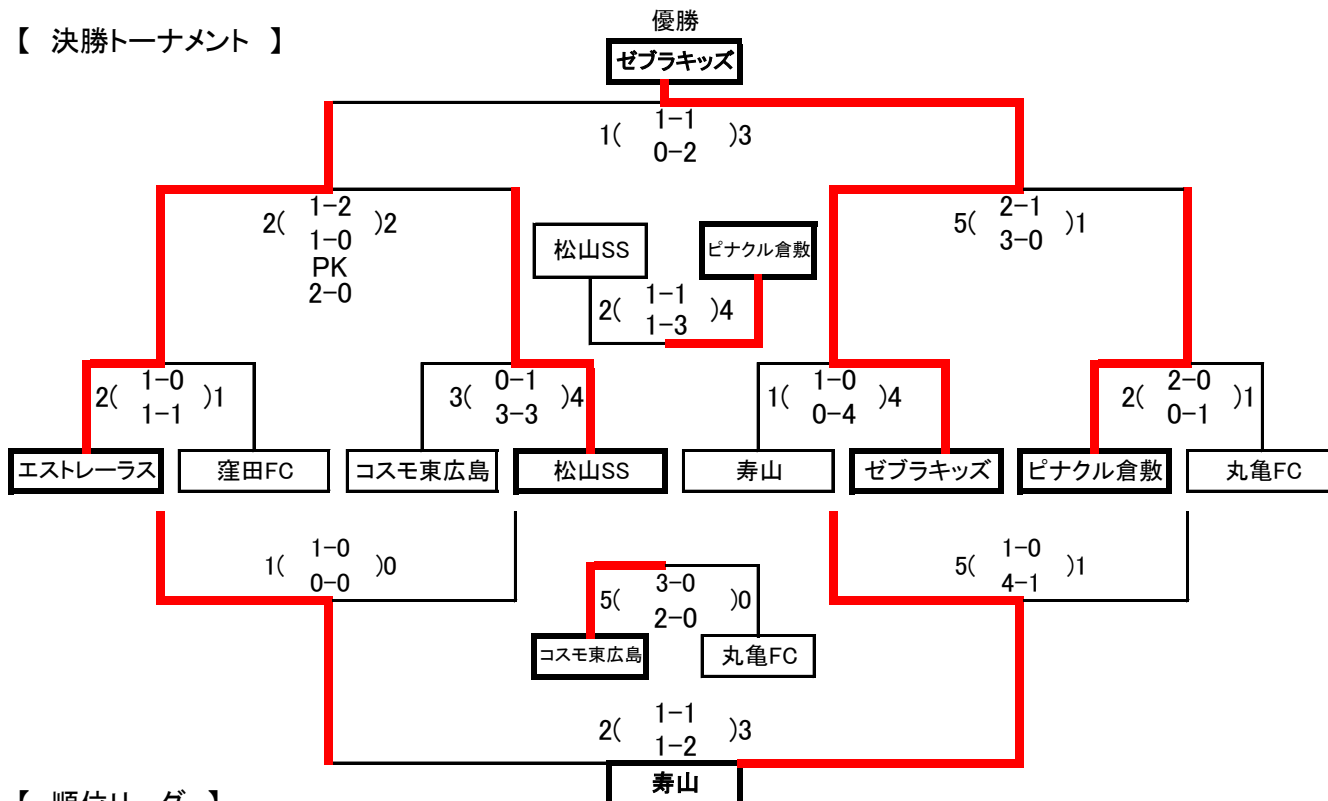 優勝
【 決勝トーナメント 】
ゼブラキッズ
1( 1-1 )3
0-2
2( 1-2 )2
1-0
PK
2-0
松山SS
ピナクル倉敷
2( 1-1 )4
1-3
5( 2-1 )1
3-0
2( 1-0 )1
1-1
3( 0-1 )4
3-3
1( 1-0 )4
0-4
2( 2-0 )1
0-1
エストレーラス 窪田FC コスモ東広島 松山SS 寿山 ゼブラキッズ ピナクル倉敷 丸亀FC
1( 1-0 )0
0-0
5( 3-0 )0
2-0
5( 1-0 )1
4-1
コスモ東広島 丸亀FC
2( 1-1 )3
1-2
寿山
【 順位リーグ 】